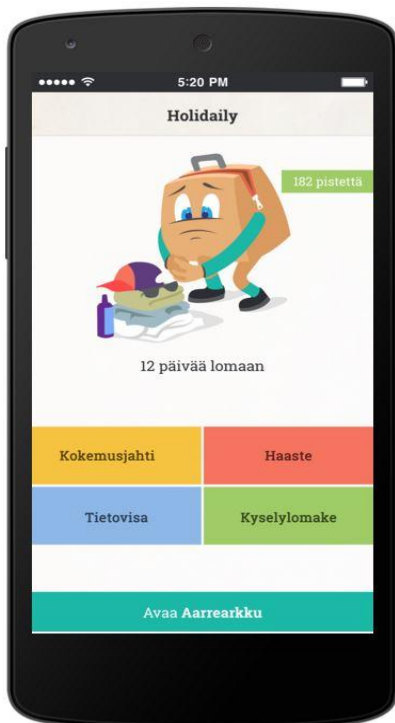 5:20 PM
Holidaily
182 pistettä
12 päivää lomaan
Kokemusjahti
Haaste
Tietovisa
Kyselylomake
Avaa Aarrearkku